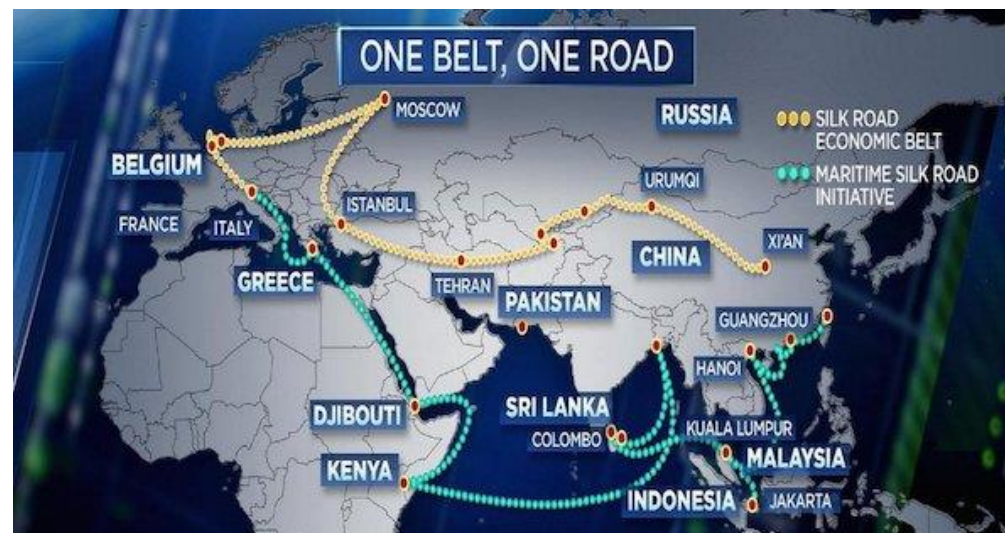 ONE BELT, ONE ROAD
MOSCOW
RUSSIA
SILK ROAD
ECONOMIC BELT
MARITIME SILK ROAD
INITIATIVE
BELGIUM
URUMQI
ISTANBUL
FRANCE
ITALY
XI'AN
CHINA
GREECE
TEHRAN
PAKISTAN
GUANGZHOU
HANOI
DJIBOUTI
SRI LANKA
COLOMBO
KUALA LUMPUR
MALAYSIA
KENYA
INDONESIA
JAKARTA